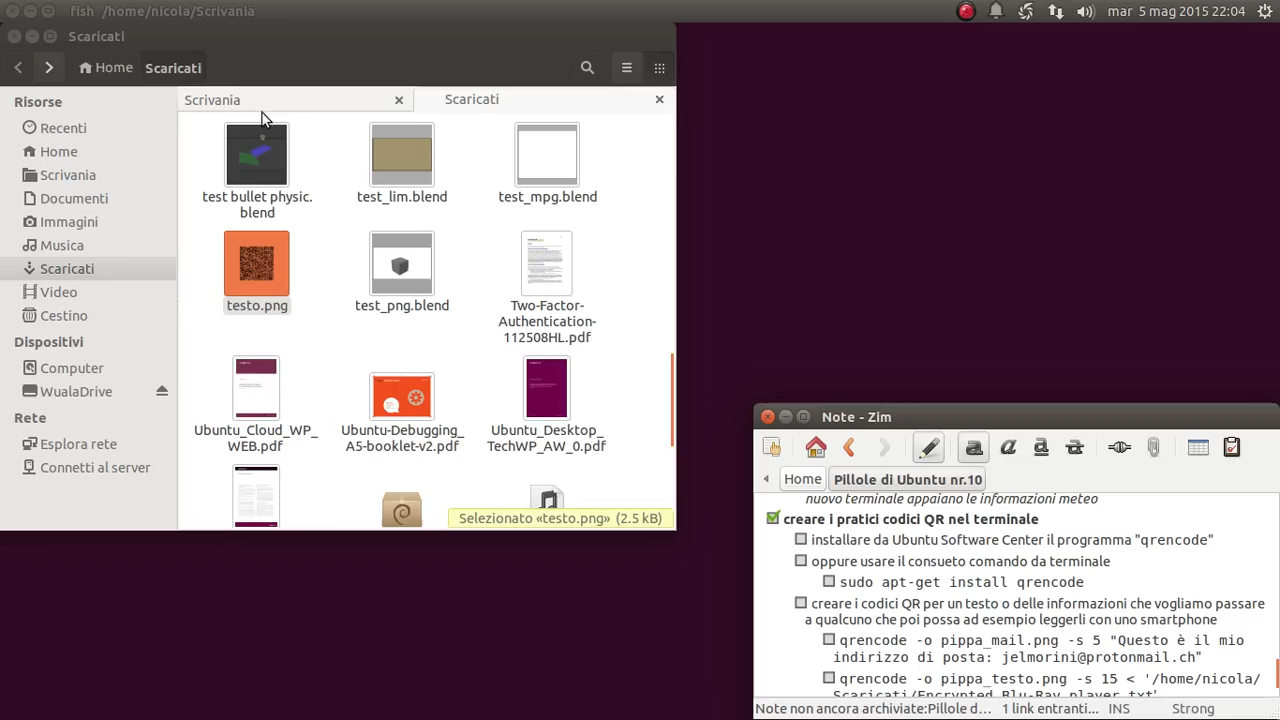 fish /home/nicola/Scrivania
mar 5 mag 2015 22:04
Scaricati
Home
Scaricati
Risorse
Recenti
Home
Scrivania
Documenti
Immagini
Musica
Scaricati
Video
Cestino
Dispositivi
Computer
WualaDrive
Rete
Esplora rete
Connetti al server
Scrivania
Scaricati
test bullet physic.
blend
test_lim.blend
test_mpg.blend
testo.png
test_png.blend
Two-Factor-
Authentication-
112508HL.pdf
Ubuntu_Cloud_WP_
WEB.pdf
Ubuntu-Debugging_
A5-booklet-v2.pdf
Ubuntu_Desktop_
TechWP_AW_0.pdf
Selezionato «testo.png» (2.5 kB)
Note - Zim
Home
Pillole di Ubuntu nr.10
nuovo terminale appaiano le informazioni meteo
creare i pratici codici QR nel terminale
installare da Ubuntu Software Center il programma "qrencode"
oppure usare il consueto comando da terminale
sudo apt-get install qrencode
creare i codici QR per un testo o delle informazioni che vogliamo passare
a qualcuno che poi possa ad esempio leggerli con uno smartphone
qrencode -o pippa_mail.png -s 5 "Questo è il mio
indirizzo di posta: jelmorini@protonmail.ch"
qrencode -o pippa_testo.png -s 15 < '/home/nicola/
Scaricati/Encrypted Blu-Ray player.txt'
Note non ancora archiviate:Pillole d...
1 link entranti...
INS
Strong